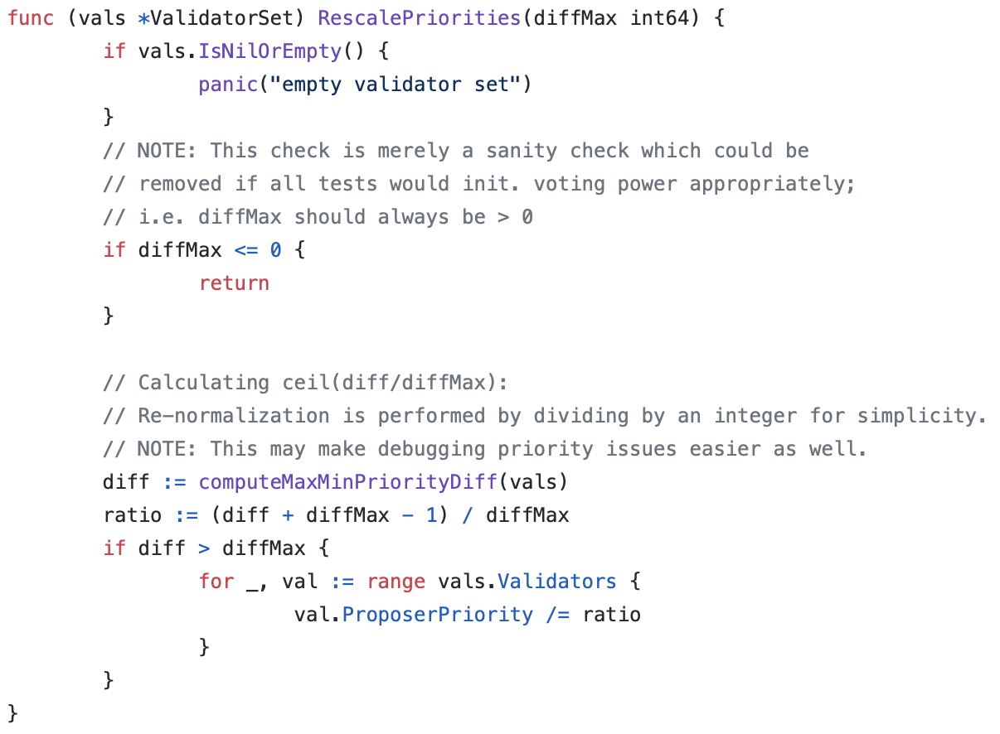 func (vals *ValidatorSet) RescalePriorities(diffMax int64) {
        if vals.IsNilOrEmpty() {
                panic("empty validator set")
        }
        // NOTE: This check is merely a sanity check which could be
        // removed if all tests would init. voting power appropriately;
        // i.e. diffMax should always be > 0
        if diffMax <= 0 {
                return
        }

        // Calculating ceil(diff/diffMax):
        // Re-normalization is performed by dividing by an integer for simplicity.
        // NOTE: This may make debugging priority issues easier as well.
        diff := computeMaxMinPriorityDiff(vals)
        ratio := (diff + diffMax - 1) / diffMax
        if diff > diffMax {
                for _, val := range vals.Validators {
                        val.ProposerPriority /= ratio
                }
        }
}